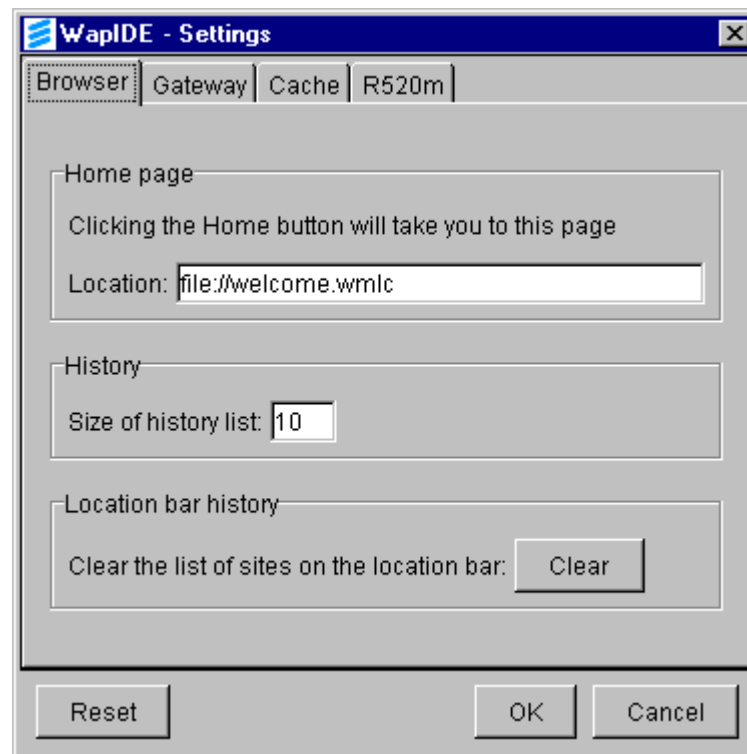 WapIDE - Settings
Browser Gateway Cache R520m
Home page
Clicking the Home button will take you to this page
Location: file://welcome.wmlc
History
Size of history list: 10
Location bar history
Clear the list of sites on the location bar: Clear
Reset OK Cancel